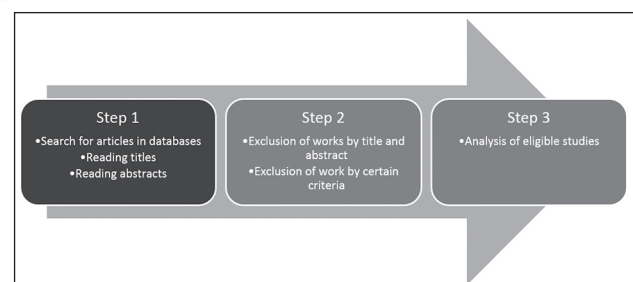 Step 1
•Search for articles in databases
•Reading titles
•Reading abstracts
Step 2
•Exclusion of works by title and
abstract
•Exclusion of work by certain
criteria
Step 3
•Analysis of eligible studies